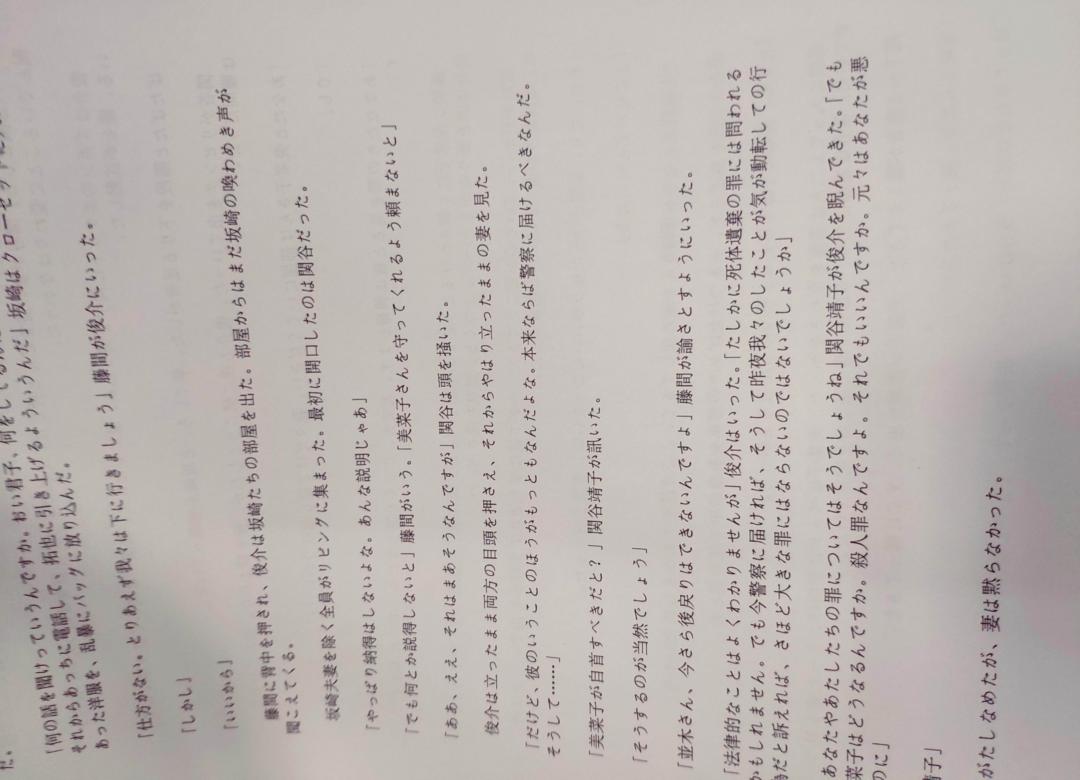 だ。
「何の話を聞けっていうんですか。おい君子、何をして
それからあっちに電話して、拓也に引き上げるよういうんだ」坂崎はクローゼットに
あった洋服を、乱暴にバッグに放り込んだ。
「仕方がない。とりあえず我々は下に行きましょう」藤間が俊介にいった。
「しかし」
「いいから」
藤間に背中を押され、俊介は坂崎たちの部屋を出た。部屋からはまだ坂崎の喚わめき声が
聞こえてくる。
坂崎夫妻を除く全員がリビングに集まった。最初に開口したのは関谷だった。
「やっぱり納得はしないよな。あんな説明じゃあ」
「でも何とか説得しないと」藤間がいう。「美菜子さんを守ってくれるよう頼まないと」
「ああ、ええ、それはまあそうなんですが」関谷は頭を掻いた。
俊介は立ったまま両方の目頭を押さえ、それからやはり立ったままの妻を見た。
「だけど、彼のいうことのほうがもっともなんだよな。本来ならば警察に届けるべきなんだ。
そうして……」
「美菜子が自首すべきだと？」関谷靖子が訊いた。
「そうするのが当然でしょう」
「並木さん、今さら後戻りはできないんですよ」藤間が諭さとすようにいった。
「法律的なことはよくわかりませんが」俊介はいった。「たしかに死体遺棄の罪には問われる
かもしれません。でも今警察に届ければ、そうして昨夜我々のしたことが気が動転しての行
動だと訴えれば、さほど大きな罪にはならないのではないでしょうか」
あなたやあたしたちの罪についてはそうでしょうね」関谷靖子が俊介を睨んできた。「でも
菜子はどうなるんですか。殺人罪なんですよ。それでもいいんですか。元々はあなたが悪
のに」
靖子」
がたしなめたが、妻は黙らなかった。